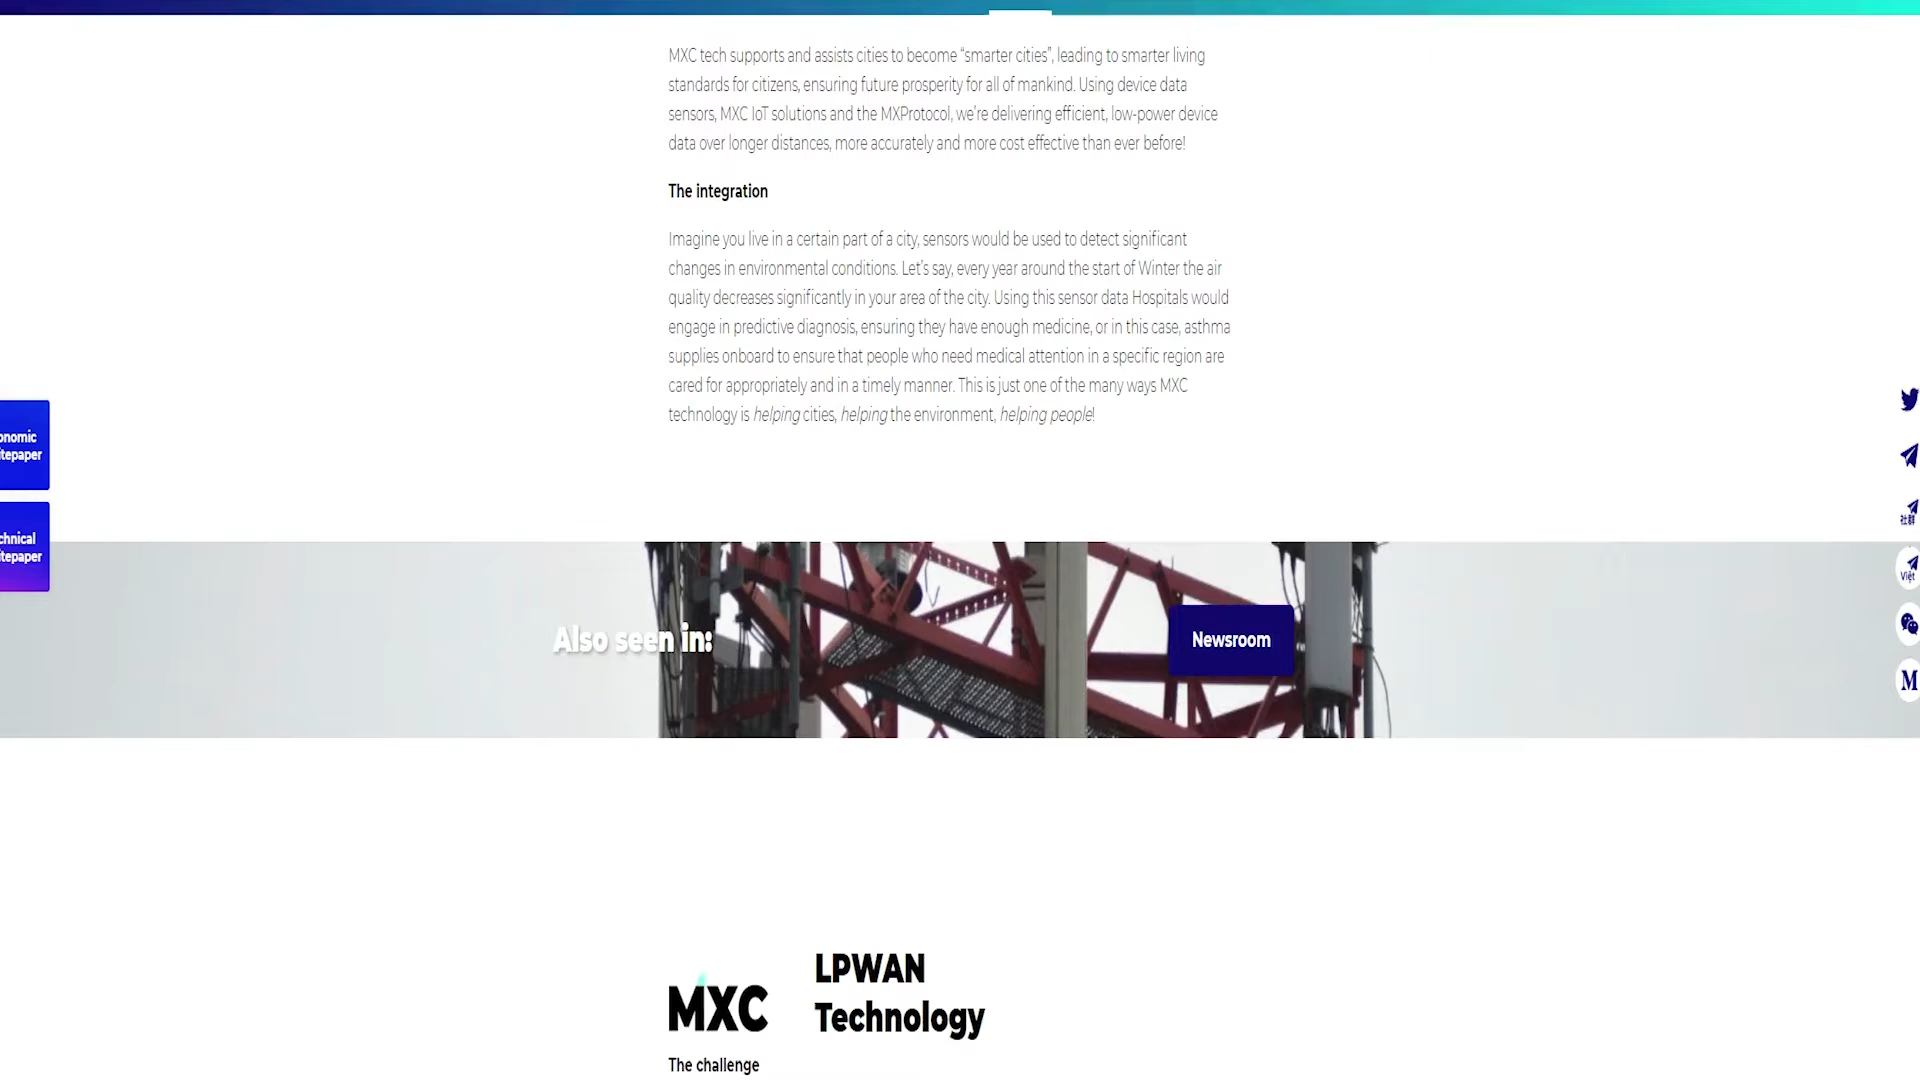 MXC tech supports and assists cities to become “smarter cities”, leading to smarter living
standards for citizens, ensuring future prosperity for all of mankind. Using device data
sensors, MXC IoT solutions and the MXProtocol, we’re delivering efficient, low-power device
data over longer distances, more accurately and more cost effective than ever before!
The integration
Imagine you live in a certain part of a city, sensors would be used to detect significant
changes in environmental conditions. Let’s say, every year around the start of Winter the air
quality decreases significantly in your area of the city. Using this sensor data Hospitals would
engage in predictive diagnosis, ensuring they have enough medicine, or in this case, asthma
supplies onboard to ensure that people who need medical attention in a specific region are
cared for appropriately and in a timely manner. This is just one of the many ways MXC
technology is helping cities, helping the environment, helping people!
onomic
itepaper
chnical
itepaper
社群
Việt
M
Also seen in:
Newsroom
MXC
LPWAN
Technology
The challenge